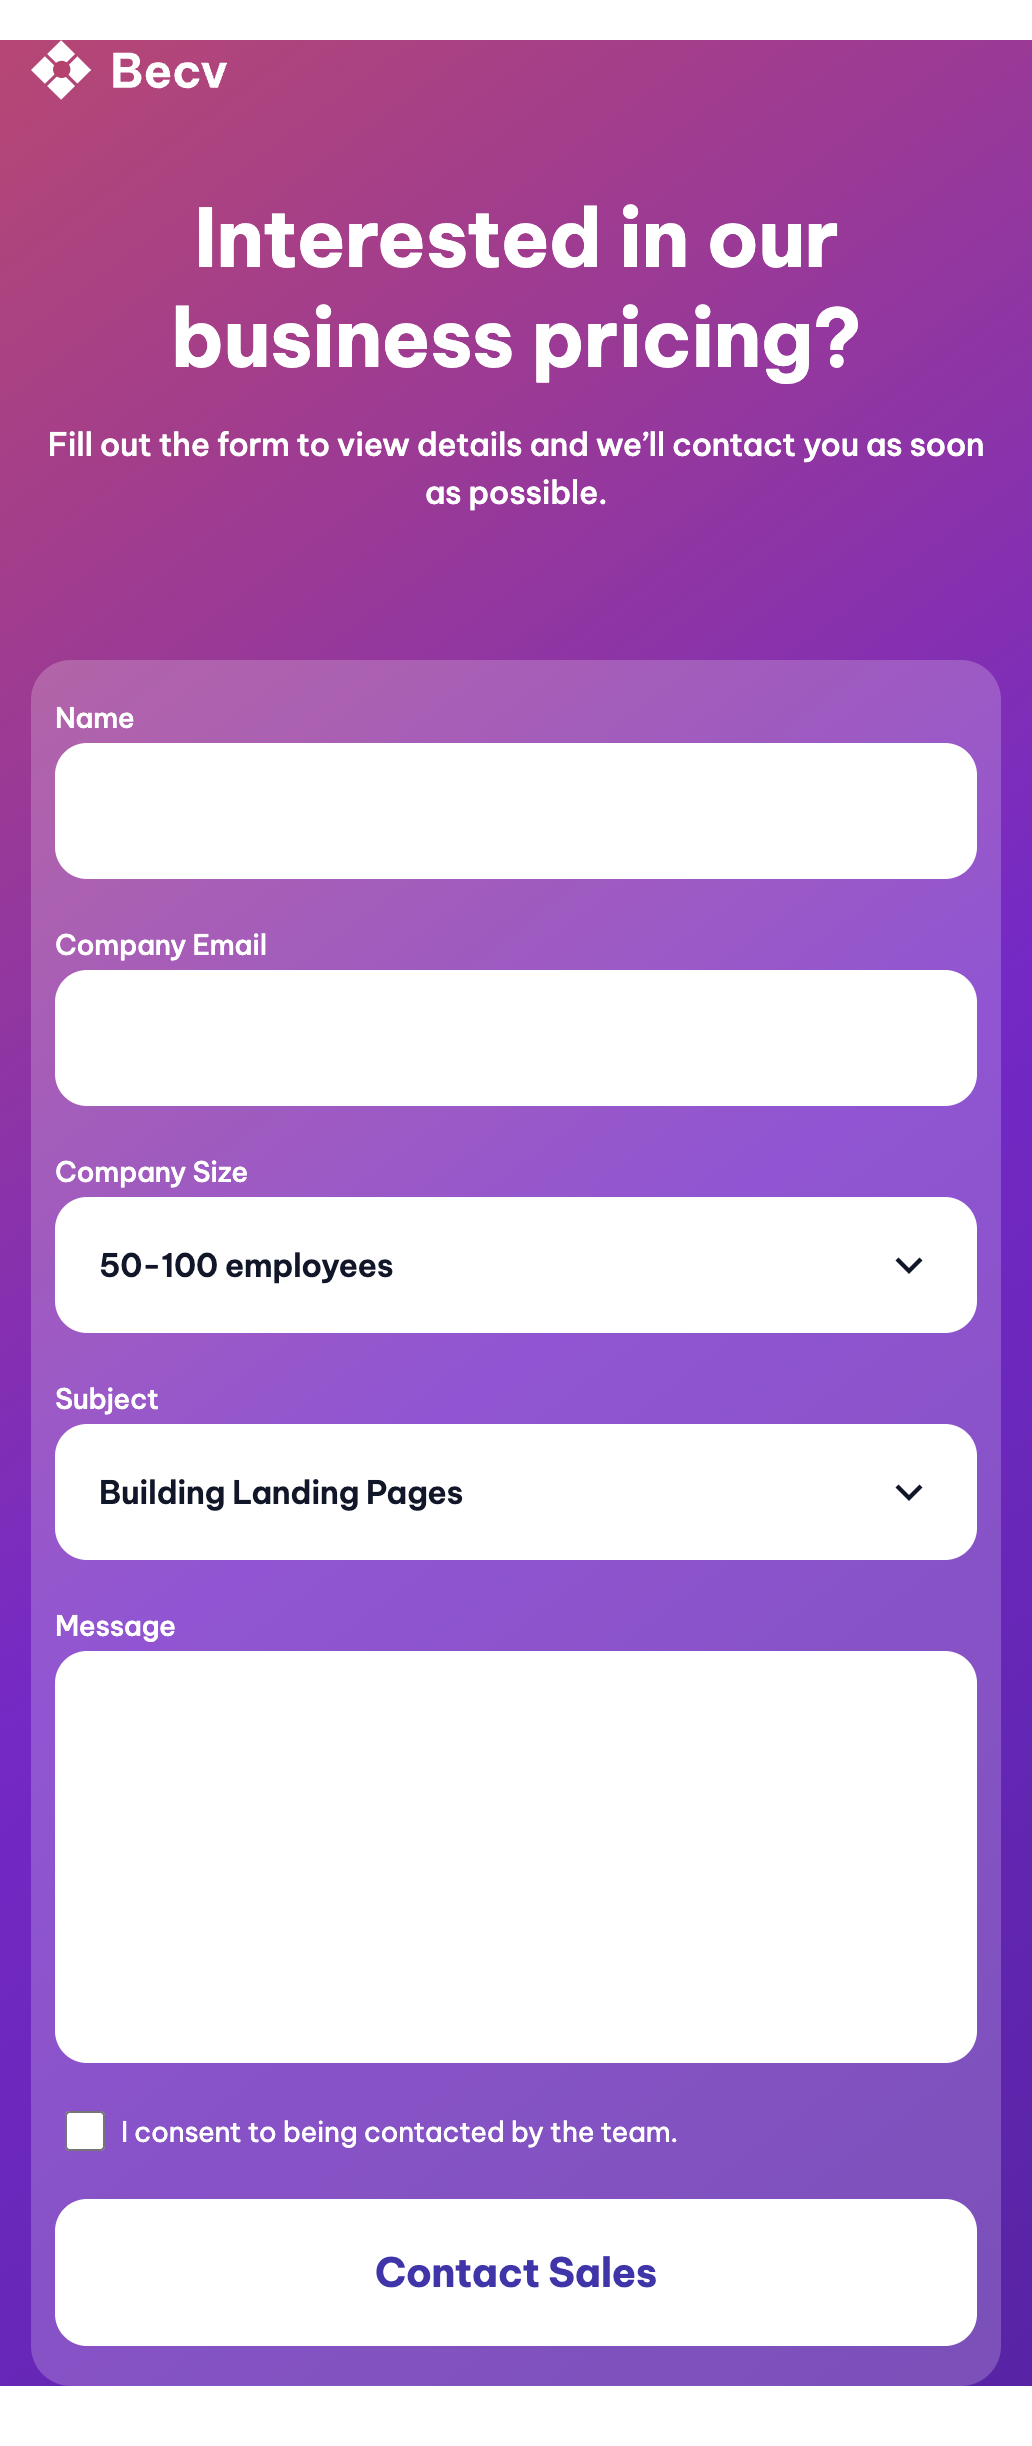 Becv
Interested in our
business pricing?
Fill out the form to view details and we’ll contact you as soon
as possible.
Name
Company Email
Company Size
50-100 employees
Subject
Building Landing Pages
Message
I consent to being contacted by the team.
Contact Sales